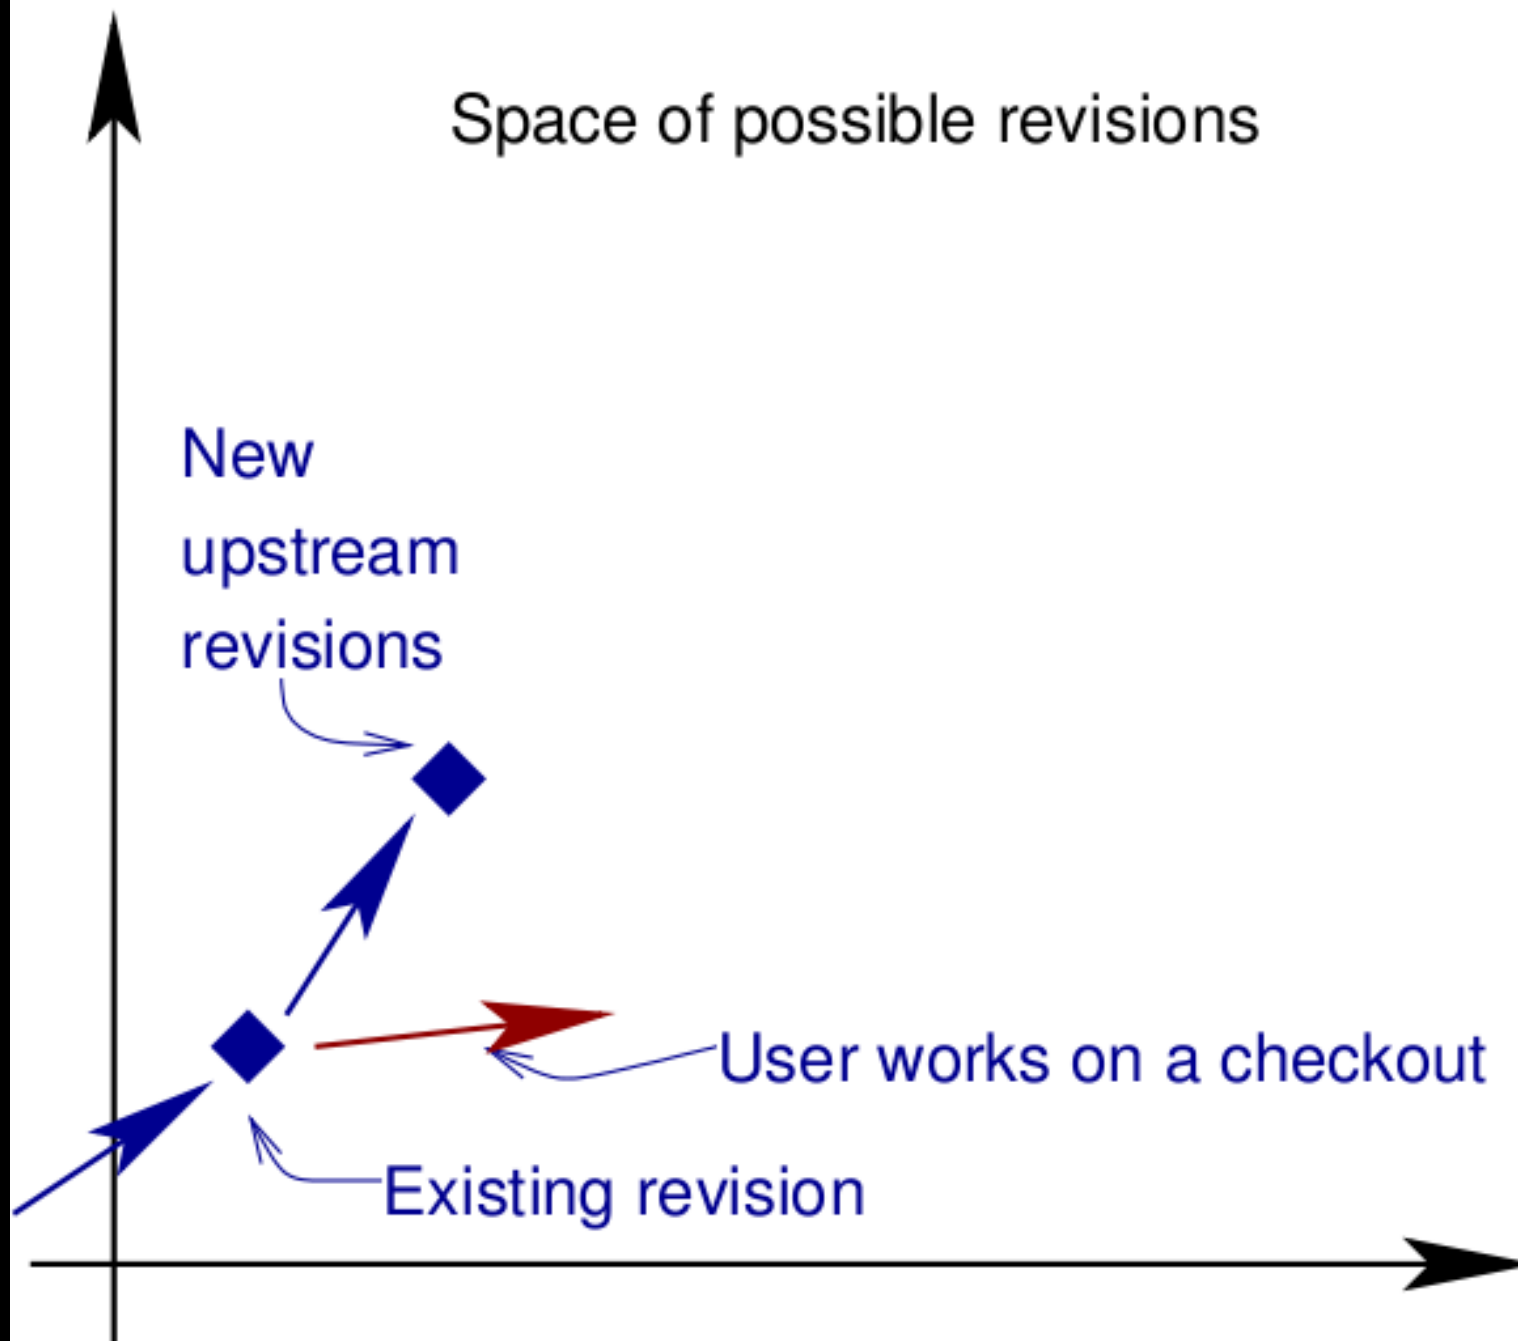 Space of possible revisions
New
upstream
revisions
User works on a checkout
Existing revision